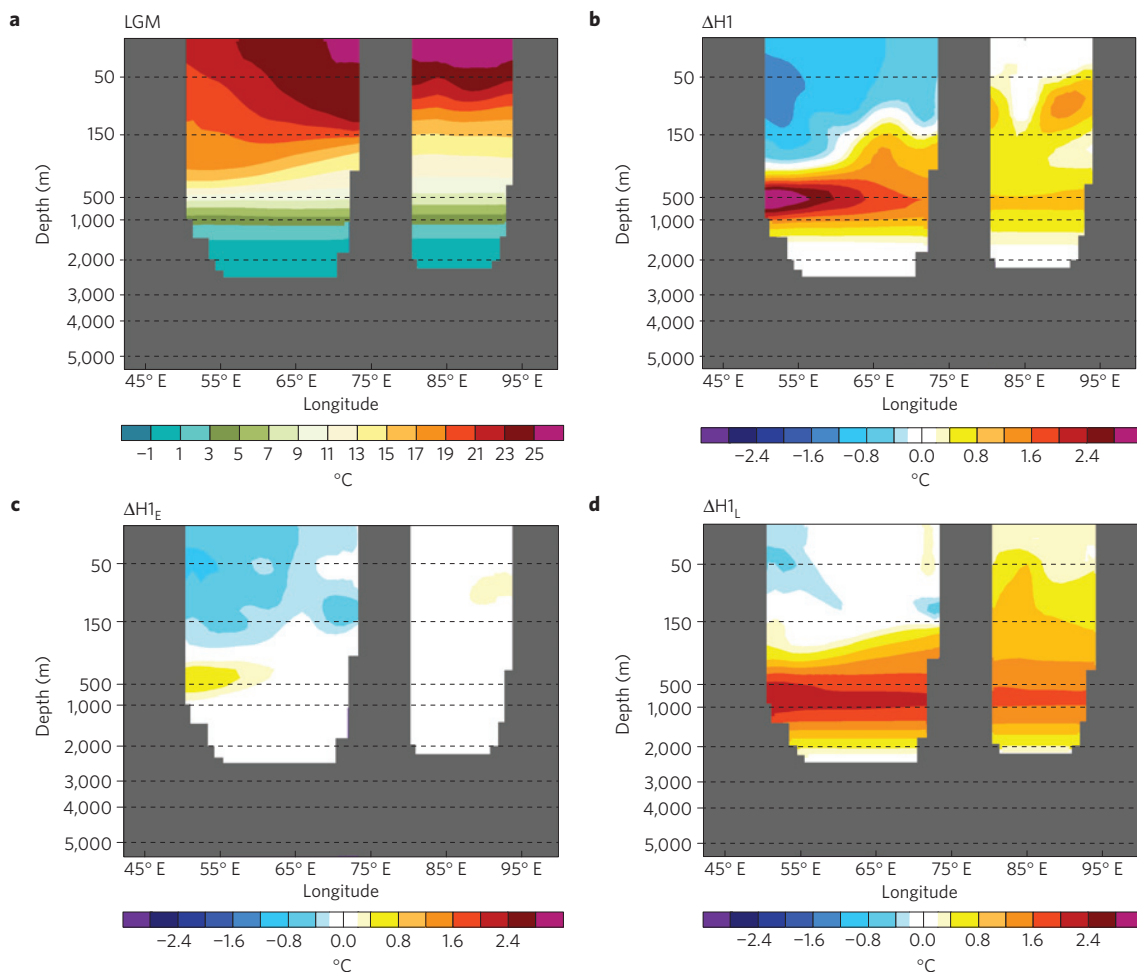 a LGM
50
150
500
1,000
2,000
3,000
4,000
5,000
Depth (m)
45° E 55° E 65° E 75° E 85° E 95° E
Longitude
−1 1 3 5 7 9 11 13 15 17 19 21 23 25
°C
b ΔH1
50
150
500
1,000
2,000
3,000
4,000
5,000
Depth (m)
45° E 55° E 65° E 75° E 85° E 95° E
Longitude
−2.4 −1.6 −0.8 0.0 0.8 1.6 2.4
°C
c ΔH1E
50
150
500
1,000
2,000
3,000
4,000
5,000
Depth (m)
45° E 55° E 65° E 75° E 85° E 95° E
Longitude
−2.4 −1.6 −0.8 0.0 0.8 1.6 2.4
°C
d ΔH1L
50
150
500
1,000
2,000
3,000
4,000
5,000
Depth (m)
45° E 55° E 65° E 75° E 85° E 95° E
Longitude
−2.4 −1.6 −0.8 0.0 0.8 1.6 2.4
°C